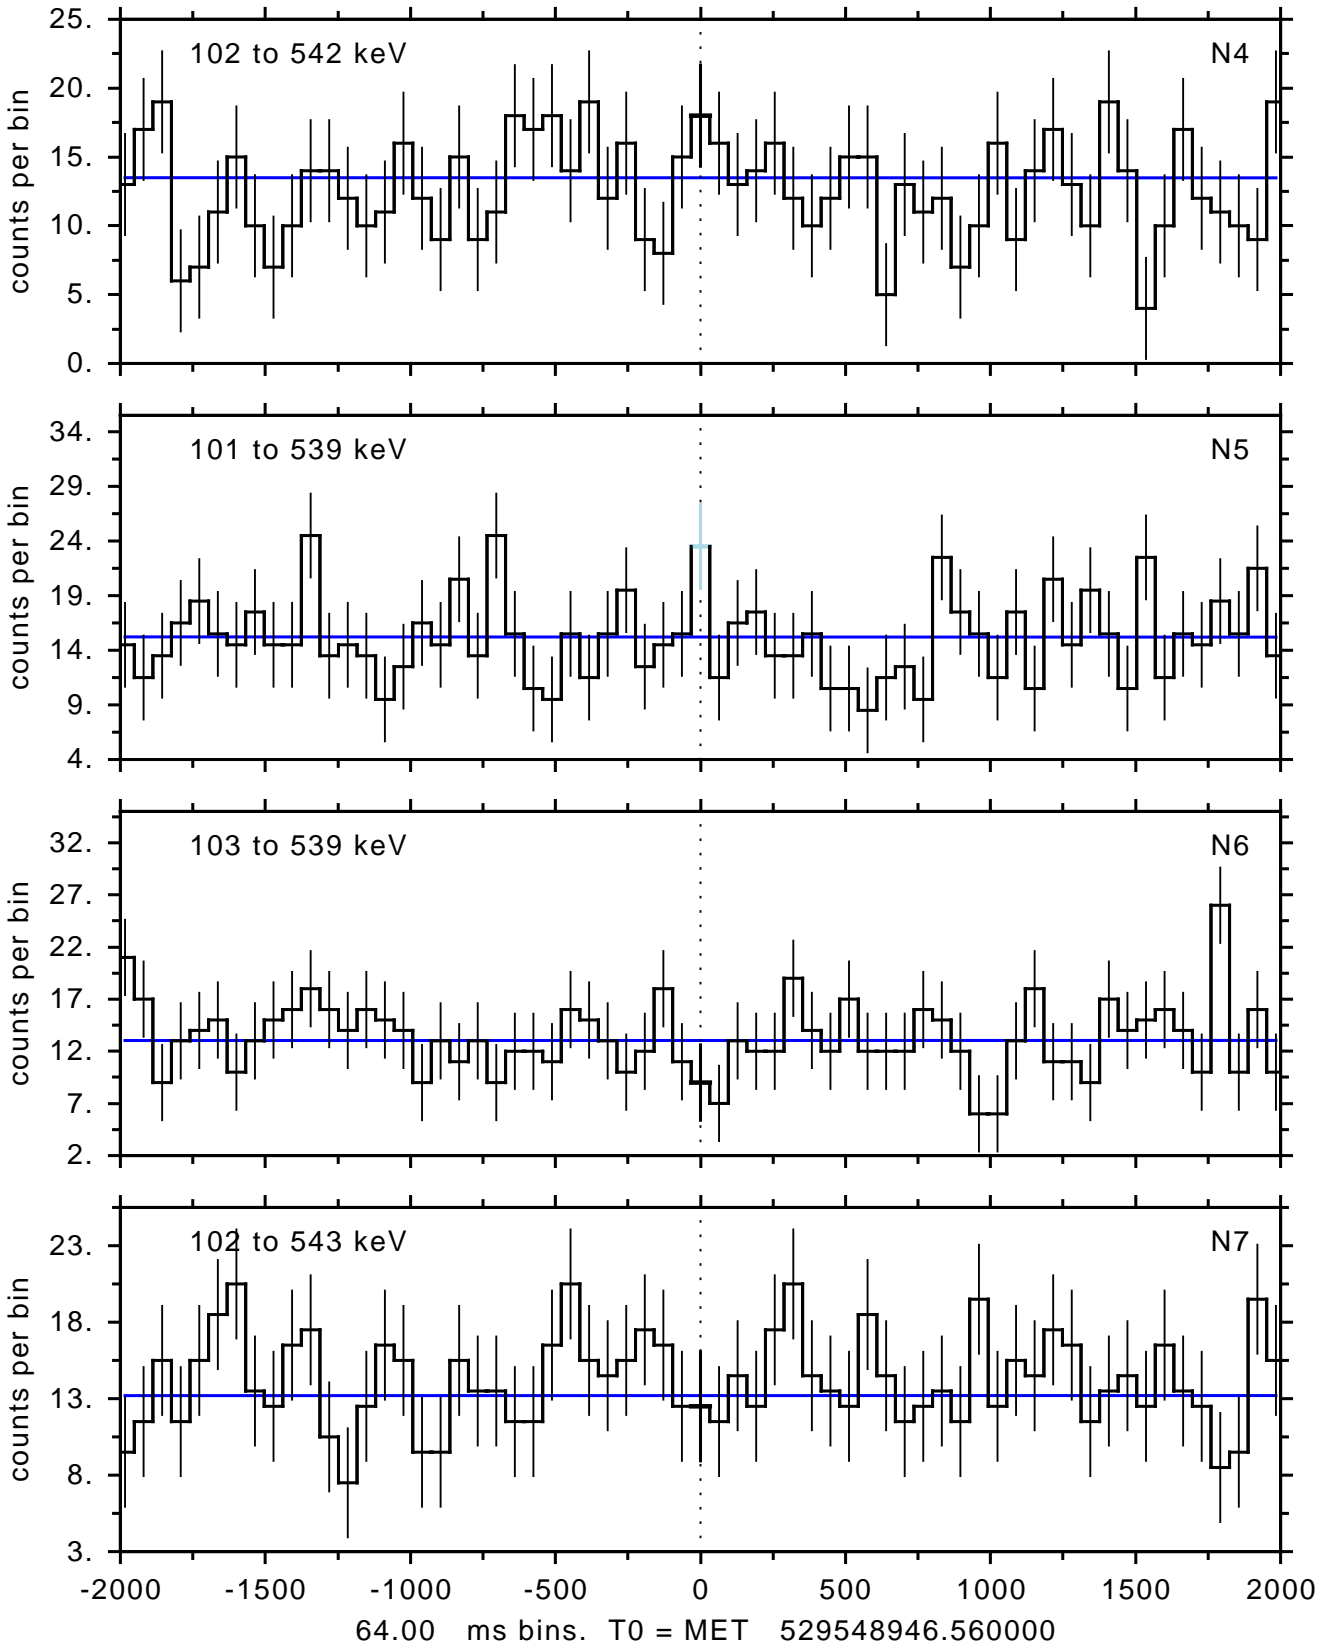 25.
102 to 542 keV
N4
20.
15.
10.
5.
0.
counts per bin
34.
101 to 539 keV
N5
29.
24.
19.
14.
9.
4.
counts per bin
32.
103 to 539 keV
N6
27.
22.
17.
12.
7.
2.
counts per bin
23.
102 to 543 keV
N7
18.
13.
8.
3.
counts per bin
-2000 -1500 -1000 -500 0 500 1000 1500 2000
64.00 ms bins. T0 = MET 529548946.560000